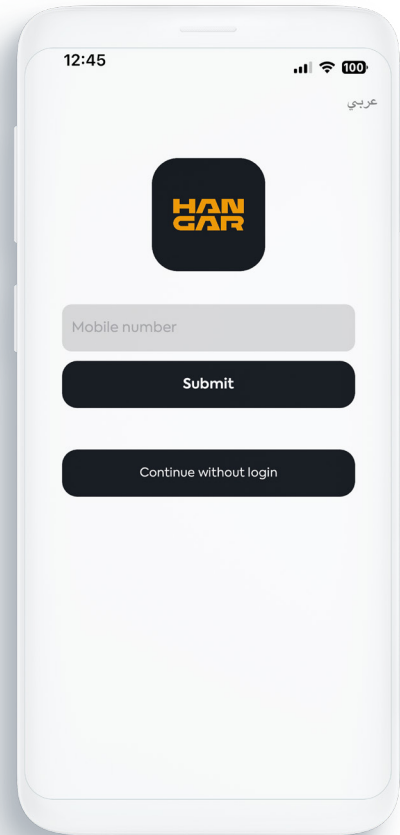 12:45
100
عربي
HAN
GAR
Mobile number
Submit
Continue without login